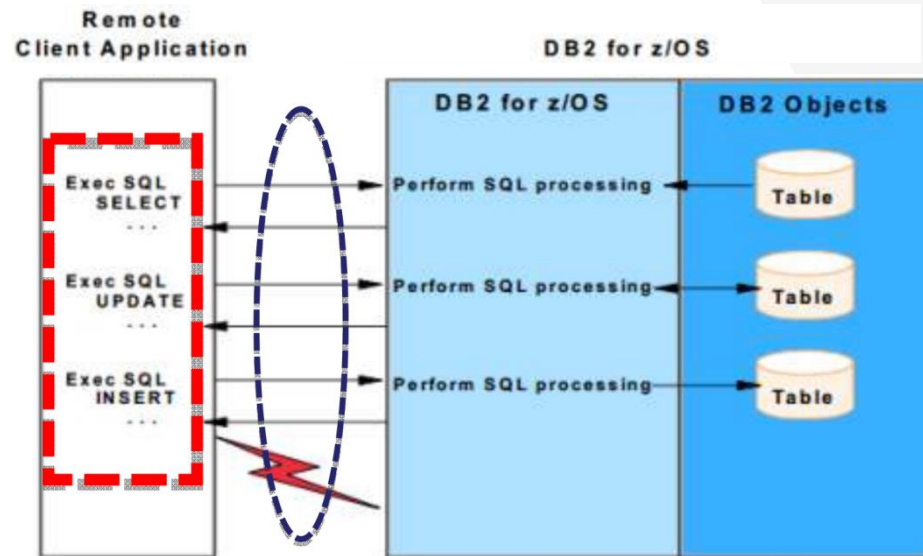 Remote
Client Application
DB2 for z/OS
DB2 for z/OS
DB2 Objects
Exec SQL
SELECT
...
Perform SQL processing
Table
Exec SQL
UPDATE
...
Perform SQL processing
Table
Exec SQL
INSERT
...
Perform SQL processing
Table